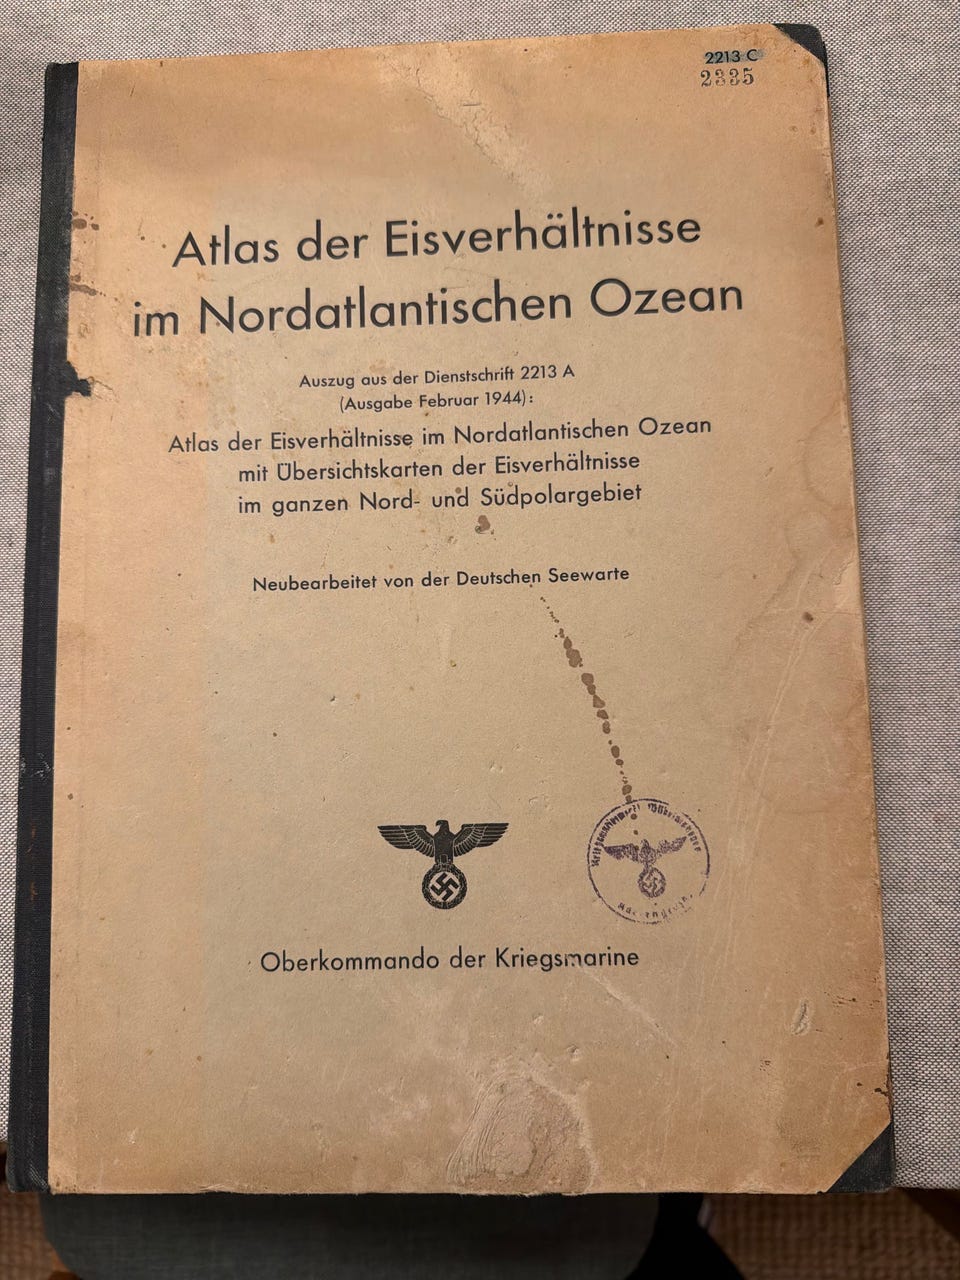 2213 C
2335
Atlas der Eisverhältnisse
im Nordatlantischen Ozean
Auszug aus der Dienstschrift 2213 A
(Ausgabe Februar 1944):
Atlas der Eisverhältnisse im Nordatlantischen Ozean
mit Übersichtskarten der Eisverhältnisse
im ganzen Nord- und Südpolargebiet
Neubearbeitet von der Deutschen Seewarte
Oberkommando der Kriegsmarine